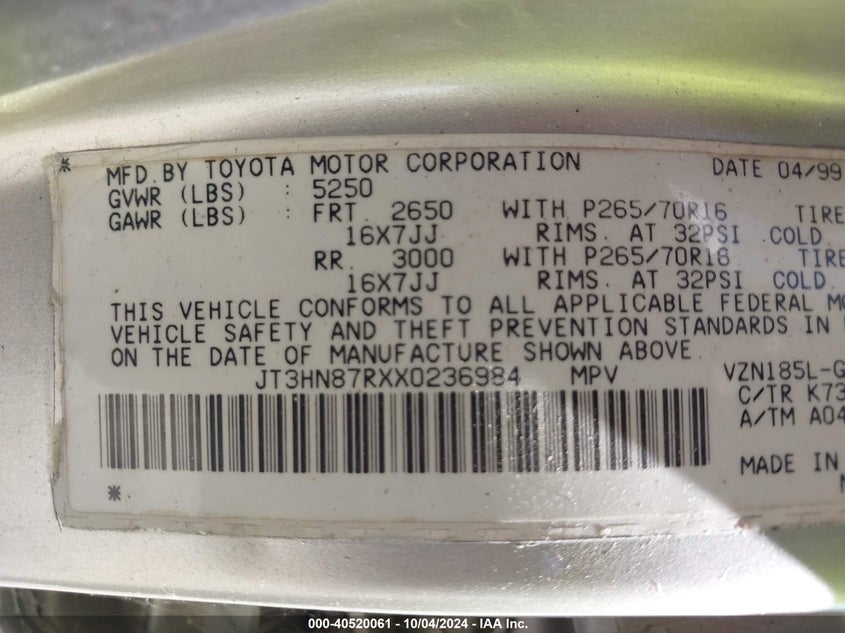 * MFD.BY TOYOTA MOTOR CORPORATION DATE 04/99
GVWR (LBS) : 5250
GAWR (LBS) : FRT 2650 WITH P265/70R16 TIRE
16X7JJ RIMS. AT 32PSI COLD.
RR 3000 WITH P265/70R16 TIRE
16X7JJ RIMS. AT 32PSI COLD.
THIS VEHICLE CONFORMS TO ALL APPLICABLE FEDERAL MO
VEHICLE SAFETY AND THEFT PREVENTION STANDARDS IN
ON THE DATE OF MANUFACTURE SHOWN ABOVE.
JT3HN87RXX0236984 MPV VZN185L-G
C/TR K73
A/TM A04
MADE IN
*
000-40520061 - 10/04/2024 - IAA Inc.